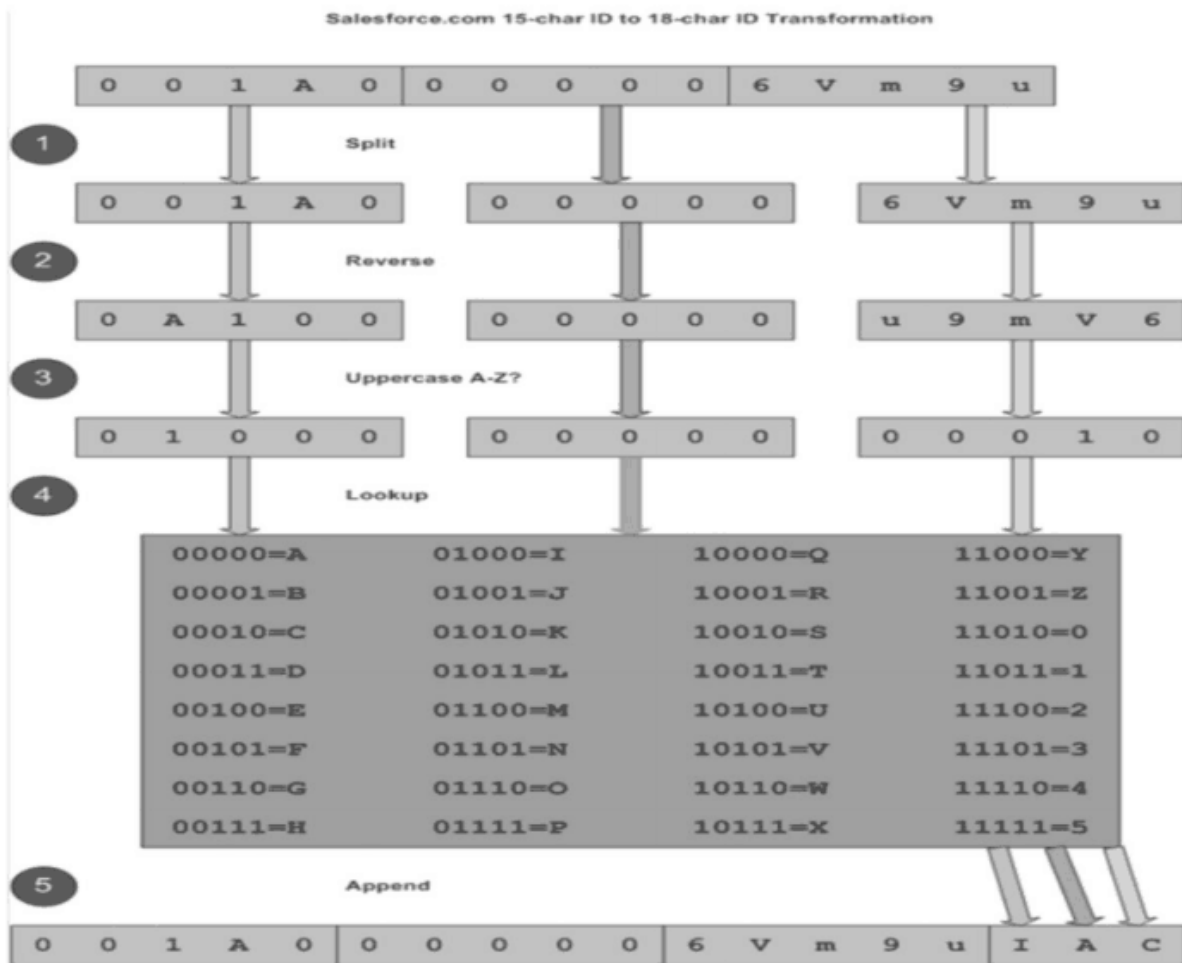 Salesforce.com 15-char ID to 18-char ID Transformation
0 0 1 A 0 0 0 0 0 0 6 V m 9 u
1 Split
0 0 1 A 0 0 0 0 0 0 6 V m 9 u
2 Reverse
0 A 1 0 0 0 0 0 0 0 u 9 m V 6
3 Uppercase A-Z?
0 1 0 0 0 0 0 0 0 0 0 0 0 1 0
4 Lookup
00000=A 01000=I 10000=Q 11000=Y
00001=B 01001=J 10001=R 11001=Z
00010=C 01010=K 10010=S 11010=0
00011=D 01011=L 10011=T 11011=1
00100=E 01100=M 10100=U 11100=2
00101=F 01101=N 10101=V 11101=3
00110=G 01110=O 10110=W 11110=4
00111=H 01111=P 10111=X 11111=5
5 Append
0 0 1 A 0 0 0 0 0 0 6 V m 9 u I A C